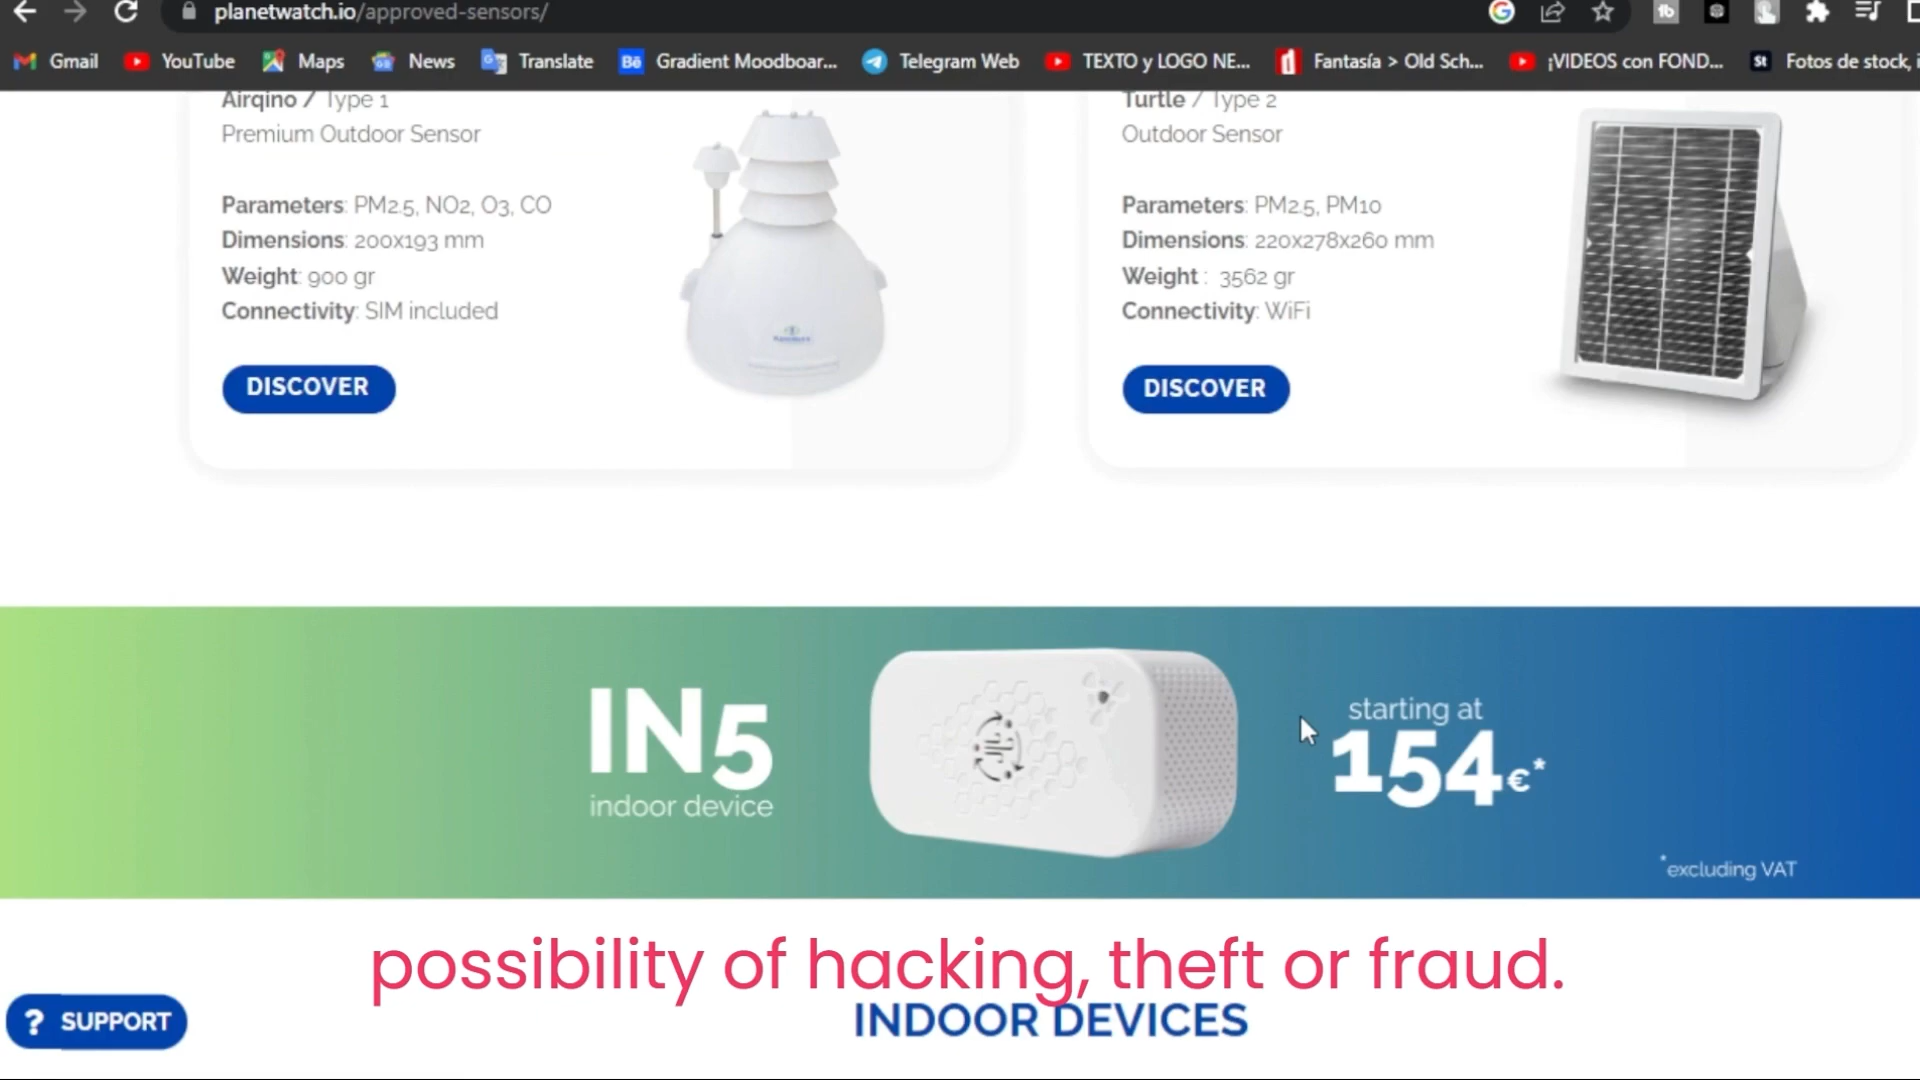 planetwatch.io/approved-sensors/
Gmail YouTube Maps News Translate Bē Gradient Moodboar... Telegram Web TEXTO y LOGO NE... Fantasía > Old Sch... ¡VIDEOS con FOND... St Fotos de stock, i
Airqino / Type 1
Premium Outdoor Sensor
Parameters: PM2.5, NO2, O3, CO
Dimensions: 200x193 mm
Weight: 900 gr
Connectivity: SIM included
DISCOVER
Turtle / Type 2
Outdoor Sensor
Parameters: PM2.5, PM10
Dimensions: 220x278x260 mm
Weight : 3562 gr
Connectivity: WiFi
DISCOVER
IN5
indoor device
starting at
154€*
*excluding VAT
possibility of hacking, theft or fraud.
? SUPPORT
INDOOR DEVICES